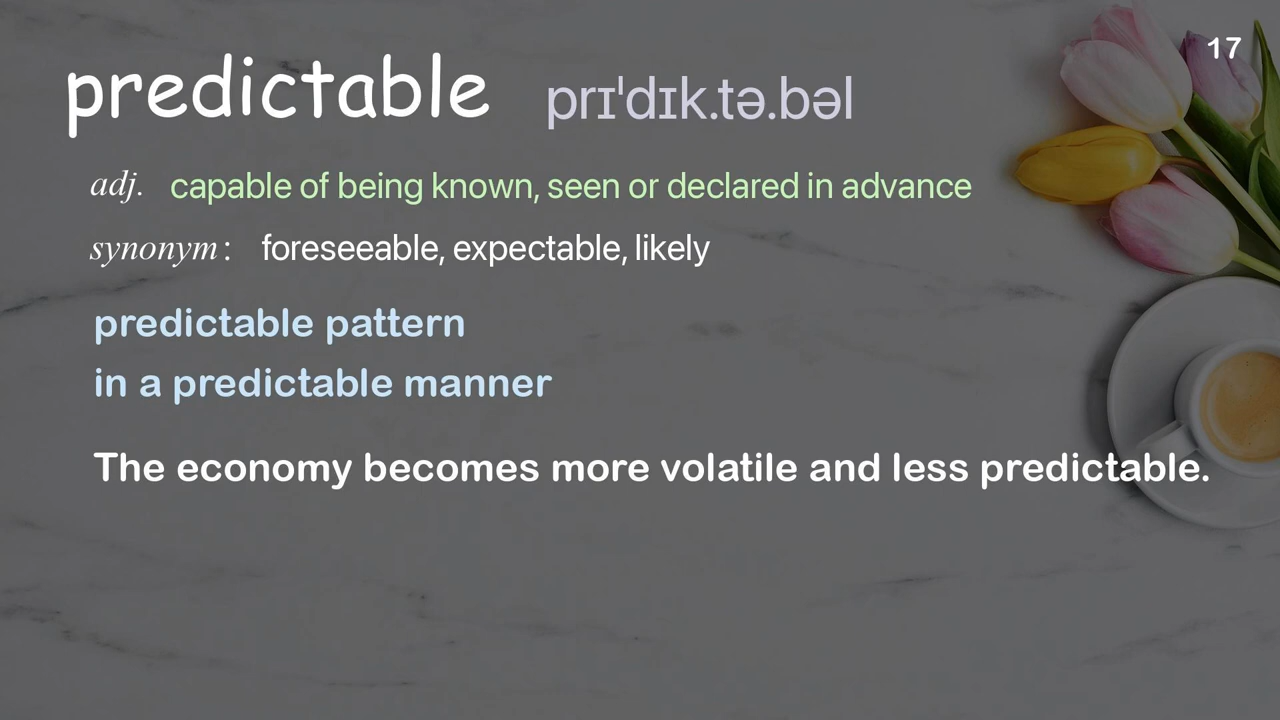 17
predictable prɪˈdɪk.tə.bəl
adj. capable of being known, seen or declared in advance
synonym: foreseeable, expectable, likely
predictable pattern
in a predictable manner
The economy becomes more volatile and less predictable.